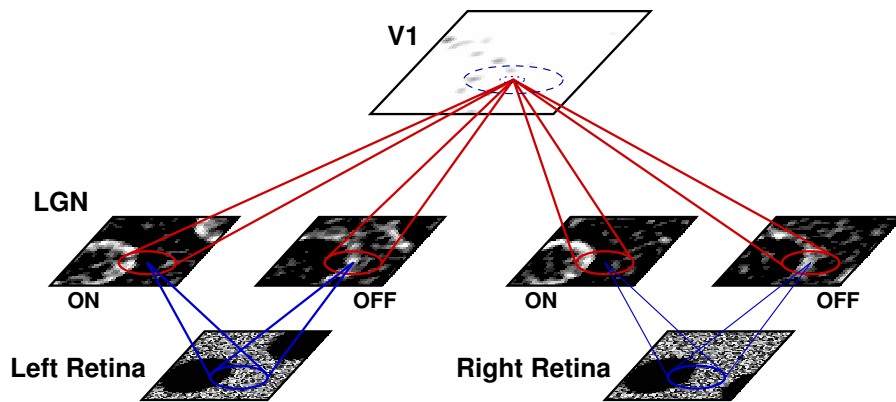 V1
LGN
ON
OFF
ON
OFF
Left Retina
Right Retina